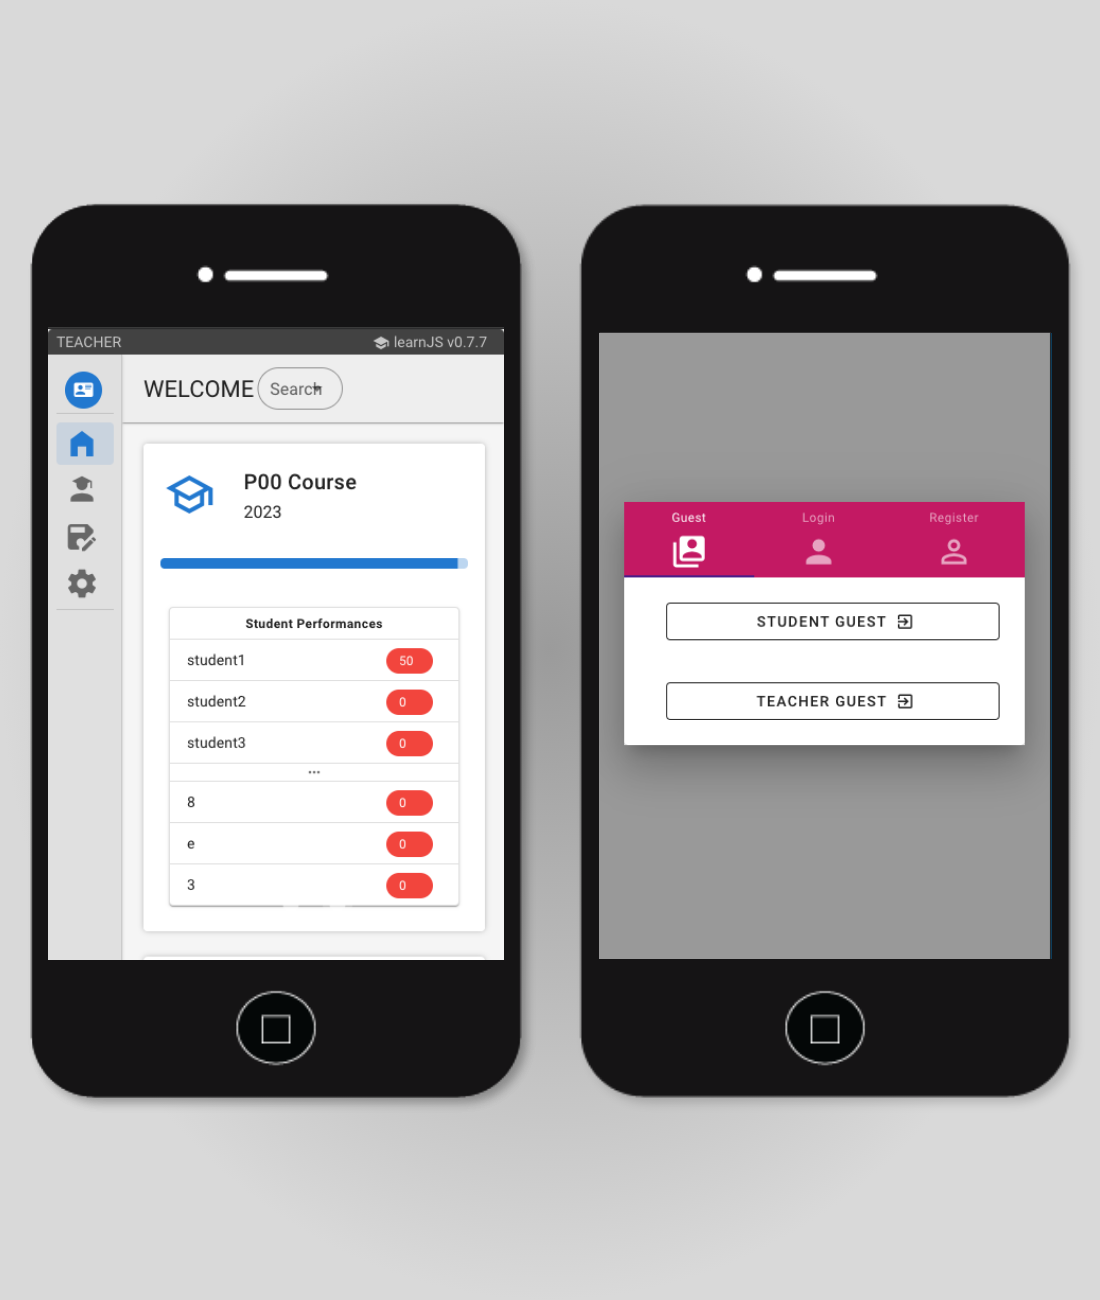 TEACHER learnJS v0.7.7
WELCOME Search
P00 Course
2023
Student Performances
student1 50
student2 0
student3 0
...
8 0
e 0
3 0
Guest Login Register
STUDENT GUEST
TEACHER GUEST